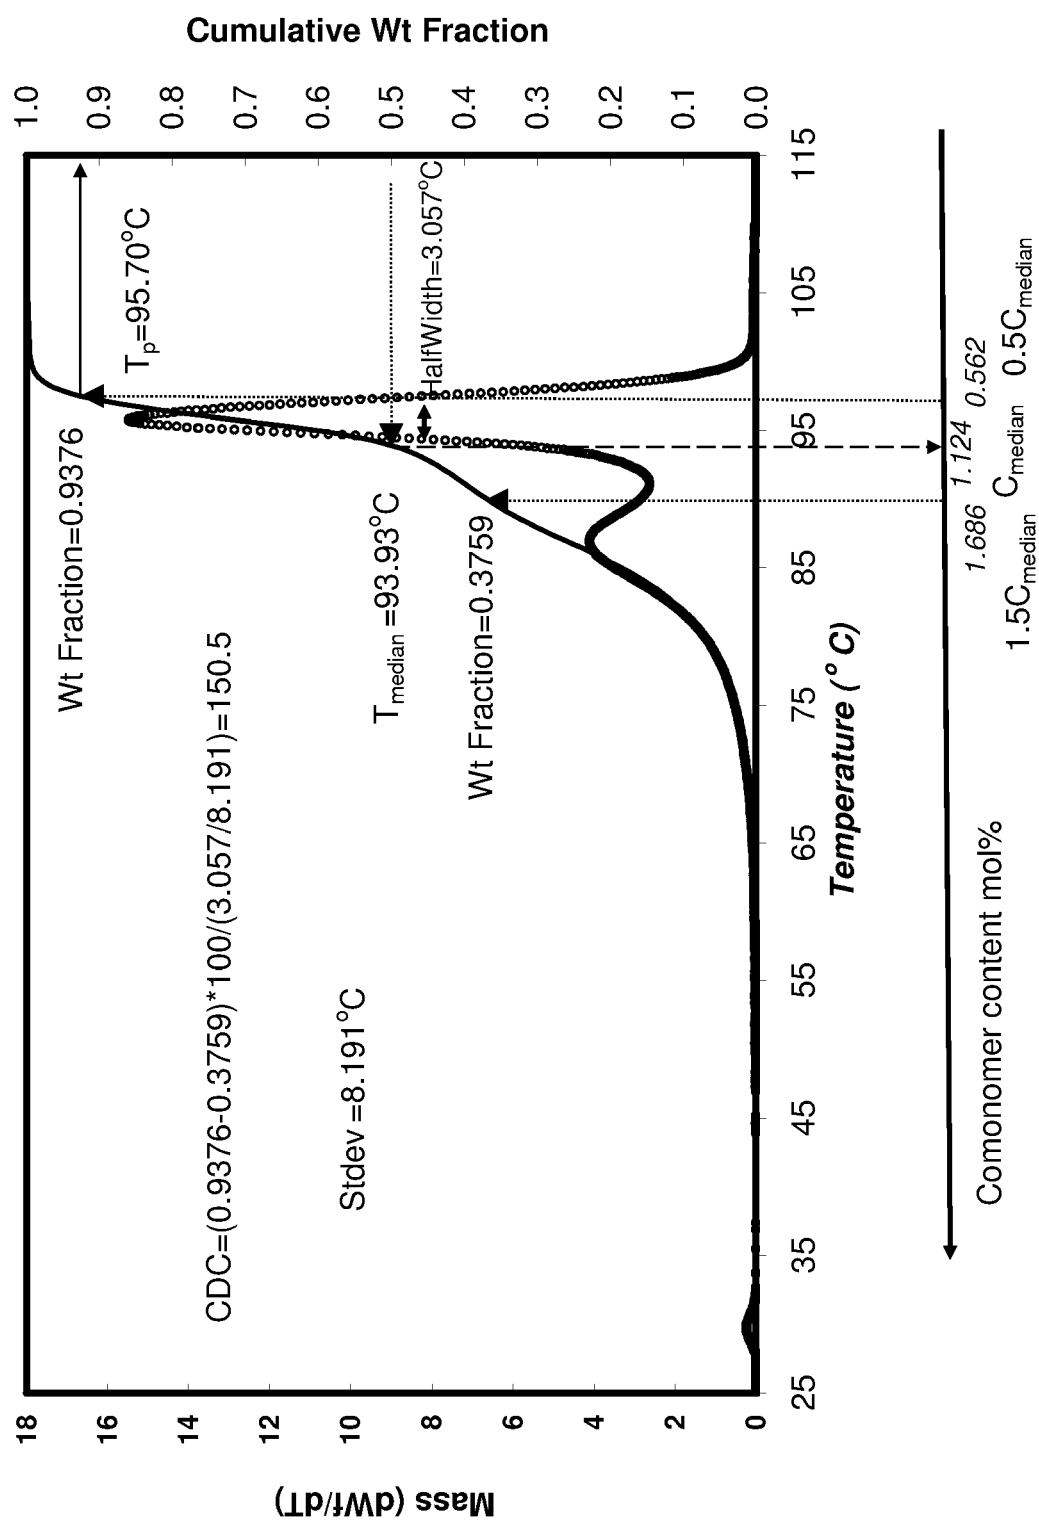 Cumulative Wt Fraction
1.0
0.9
0.8
0.7
0.6
0.5
0.4
0.3
0.2
0.1
0.0
Mass (dWf/dT)
18
16
14
12
10
8
6
4
2
0
Wt Fraction=0.9376
Tp=95.70°C
CDC=(0.9376-0.3759)*100/(3.057/8.191)=150.5
Stdev =8.191°C
Tmedian =93.93°C
HalfWidth=3.057°C
Wt Fraction=0.3759
25
35
45
55
65
75
85
95
105
115
Temperature (° C)
1.686
1.124
0.562
Comonomer content mol%
1.5Cmedian
Cmedian
0.5Cmedian